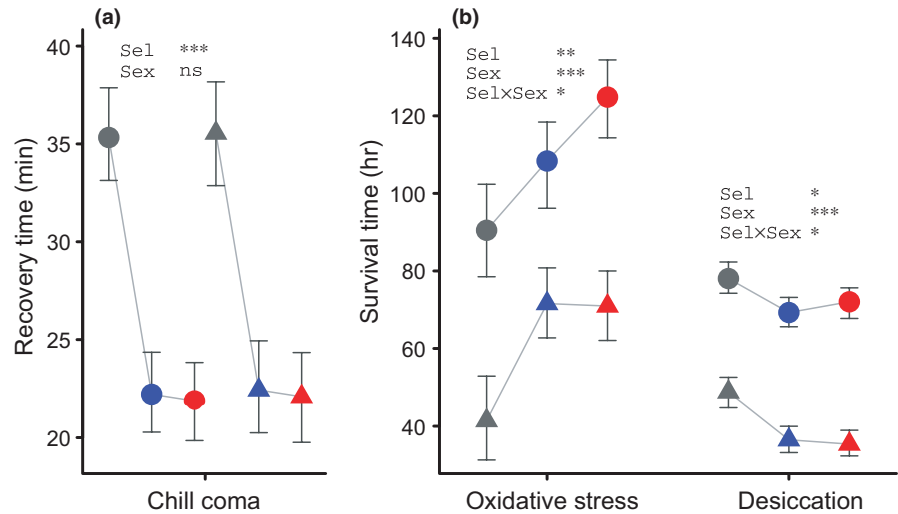 (a)
Sel ***
Sex ns
Recovery time (min)
40
35
30
25
20
Chill coma
(b)
Sel **
Sex ***
Sel×Sex *
Survival time (hr)
140
120
100
80
60
40
Sel *
Sex ***
Sel×Sex *
Oxidative stress
Desiccation